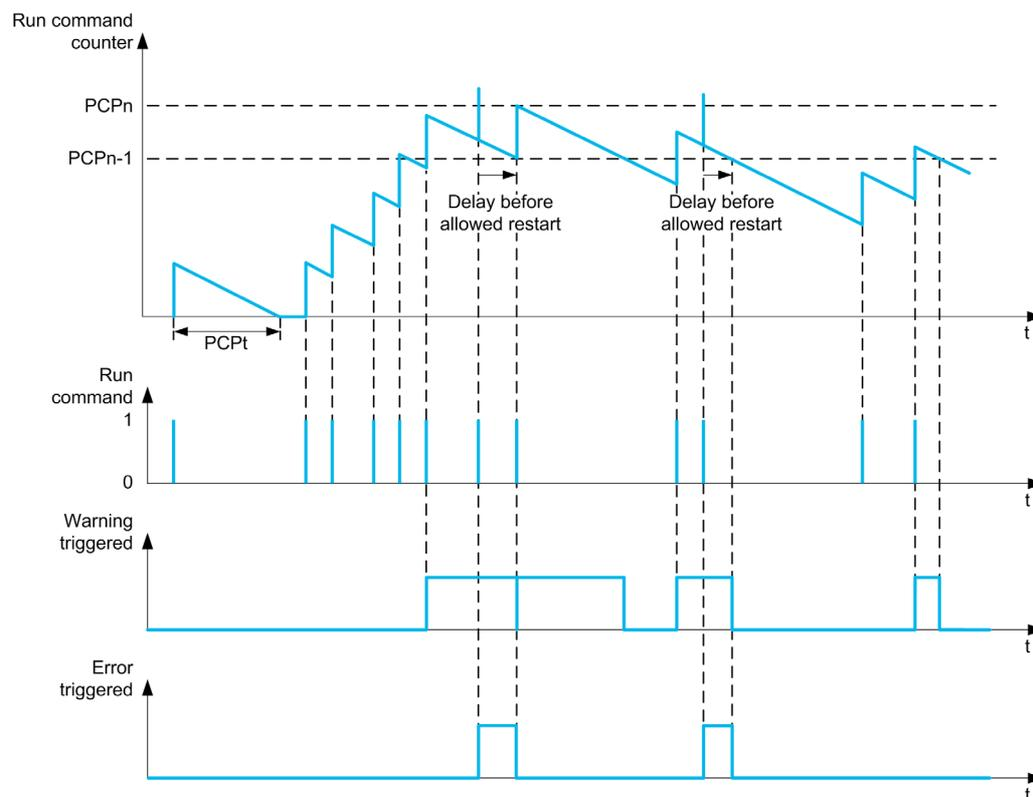 Run command
counter
PCPn
PCPn-1
Delay before
allowed restart
Delay before
allowed restart
PCPt
t
Run
command
1
0
t
Warning
triggered
t
Error
triggered
t